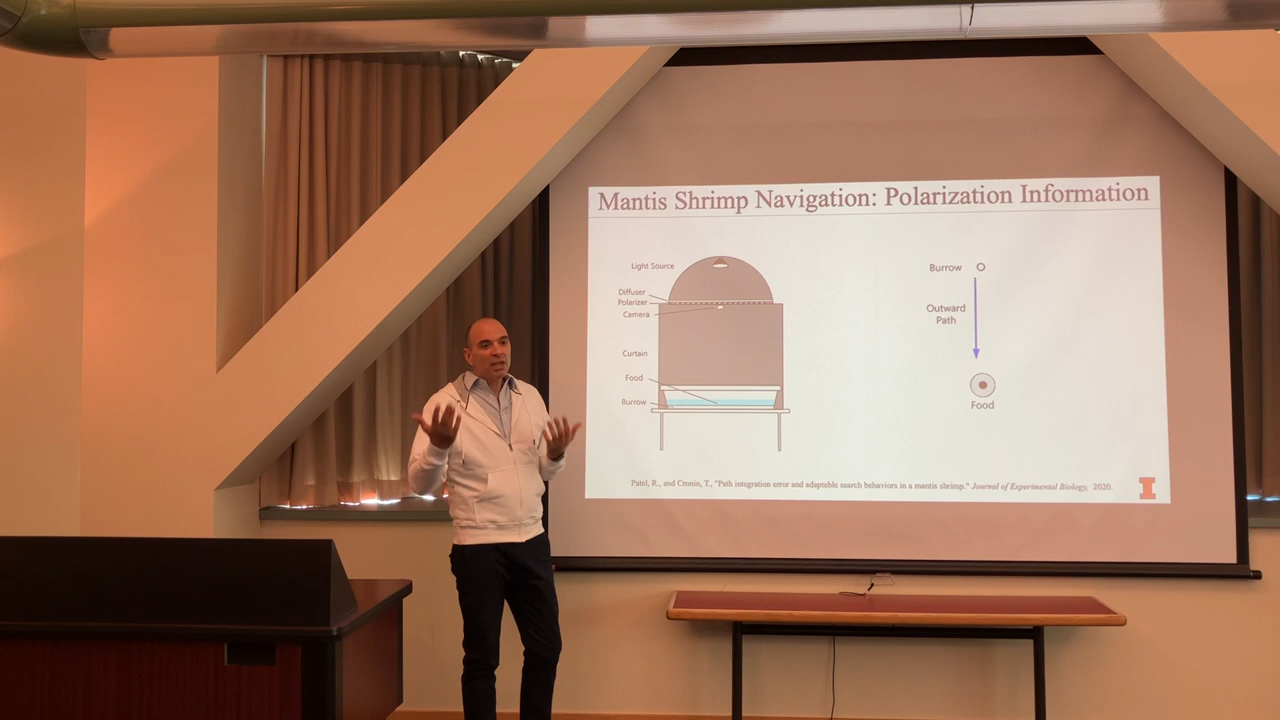 Mantis Shrimp Navigation: Polarization Information
Light Source
Diffuser
Polarizer
Camera
Curtain
Food
Burrow
Burrow
Outward
Path
Food
Patel, R., and Cronin, T., "Path integration error and adaptable search behaviors in a mantis shrimp." Journal of Experimental Biology, 2020.
I